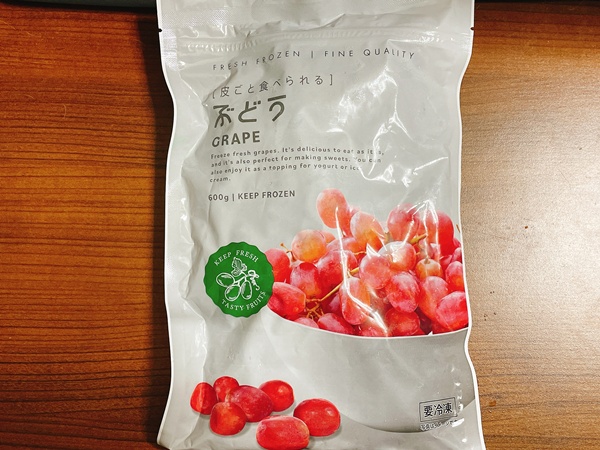 FRESH FROZEN | FINE QUALITY
[皮ごと食べられる]
ぶどう
GRAPE
Freeze fresh grapes. It's delicious to eat as it is,
and it's also perfect for making sweets. You can
also enjoy it as a topping for yogurt or ice
cream.
600g | KEEP FROZEN
KEEP FRESH
TASTY FRUITS
要冷凍